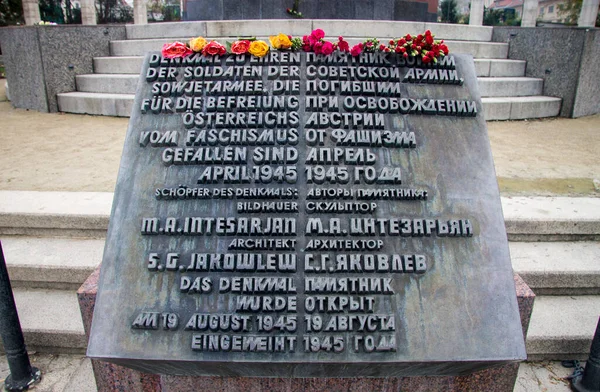 DENKMAL ZU EHREN
DER SOLDATEN DER
SOWJETARMEE, DIE
FÜR DIE BEFREIUNG
ÖSTERREICHS
VOM FASCHISMUS
GEFALLEN SIND
APRIL 1945
SCHÖPFER DES DENKMALS:
BILDHAUER
M.A.INTESARJAN
ARCHITEKT
S.G.JAKOWLEW
DAS DENKMAL
WURDE
AM 19 AUGUST 1945
EINGEWEIHT
ПАМЯТНИК ВОИНАМ
СОВЕТСКОЙ АРМИИ,
ПОГИБШИМ
ПРИ ОСВОБОЖДЕНИИ
АВСТРИИ
ОТ ФАШИЗМА
АПРЕЛЬ
1945 ГОДА
АВТОРЫ ПАМЯТНИКА:
СКУЛЬПТОР
М.А.ИНТЕЗАРЬЯН
АРХИТЕКТОР
С.Г.ЯКОВЛЕВ
ПАМЯТНИК
ОТКРЫТ
19 АВГУСТА
1945 ГОДА